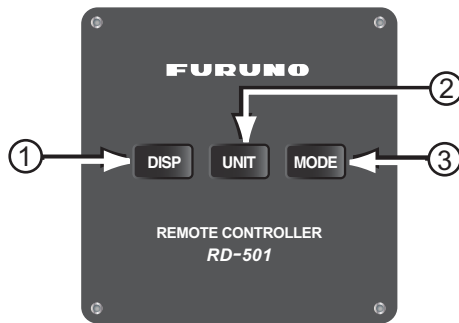 FURUNO
②
① DISP UNIT MODE ③
REMOTE CONTROLLER
RD-501